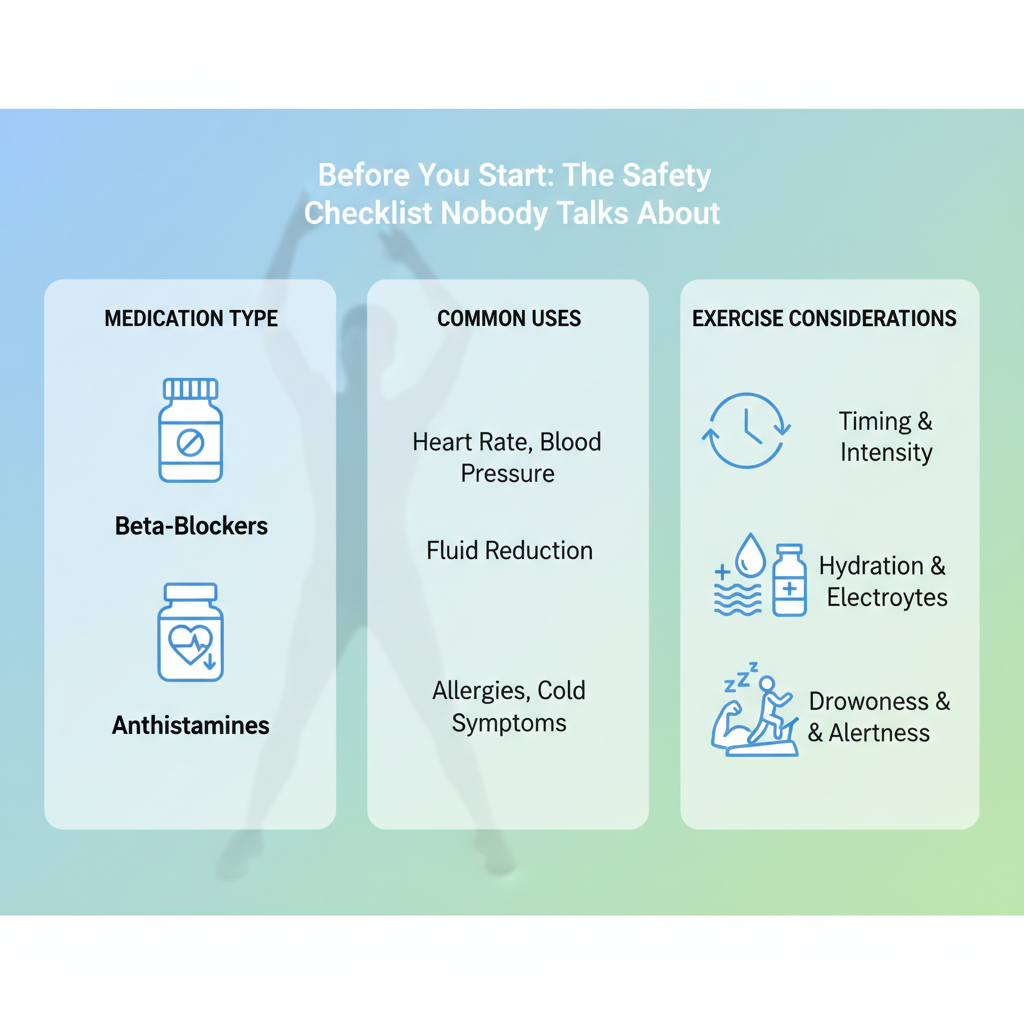 Before You Start: The Safety
Checklist Nobody Talks About
MEDICATION TYPE
Beta-Blockers
Anthistamines
COMMON USES
Heart Rate, Blood
Pressure
Fluid Reduction
Allergies, Cold
Symptoms
EXERCISE CONSIDERATIONS
Timing &
Intensity
Hydration &
Electroytes
zzzz
Drowoness &
& Alertness